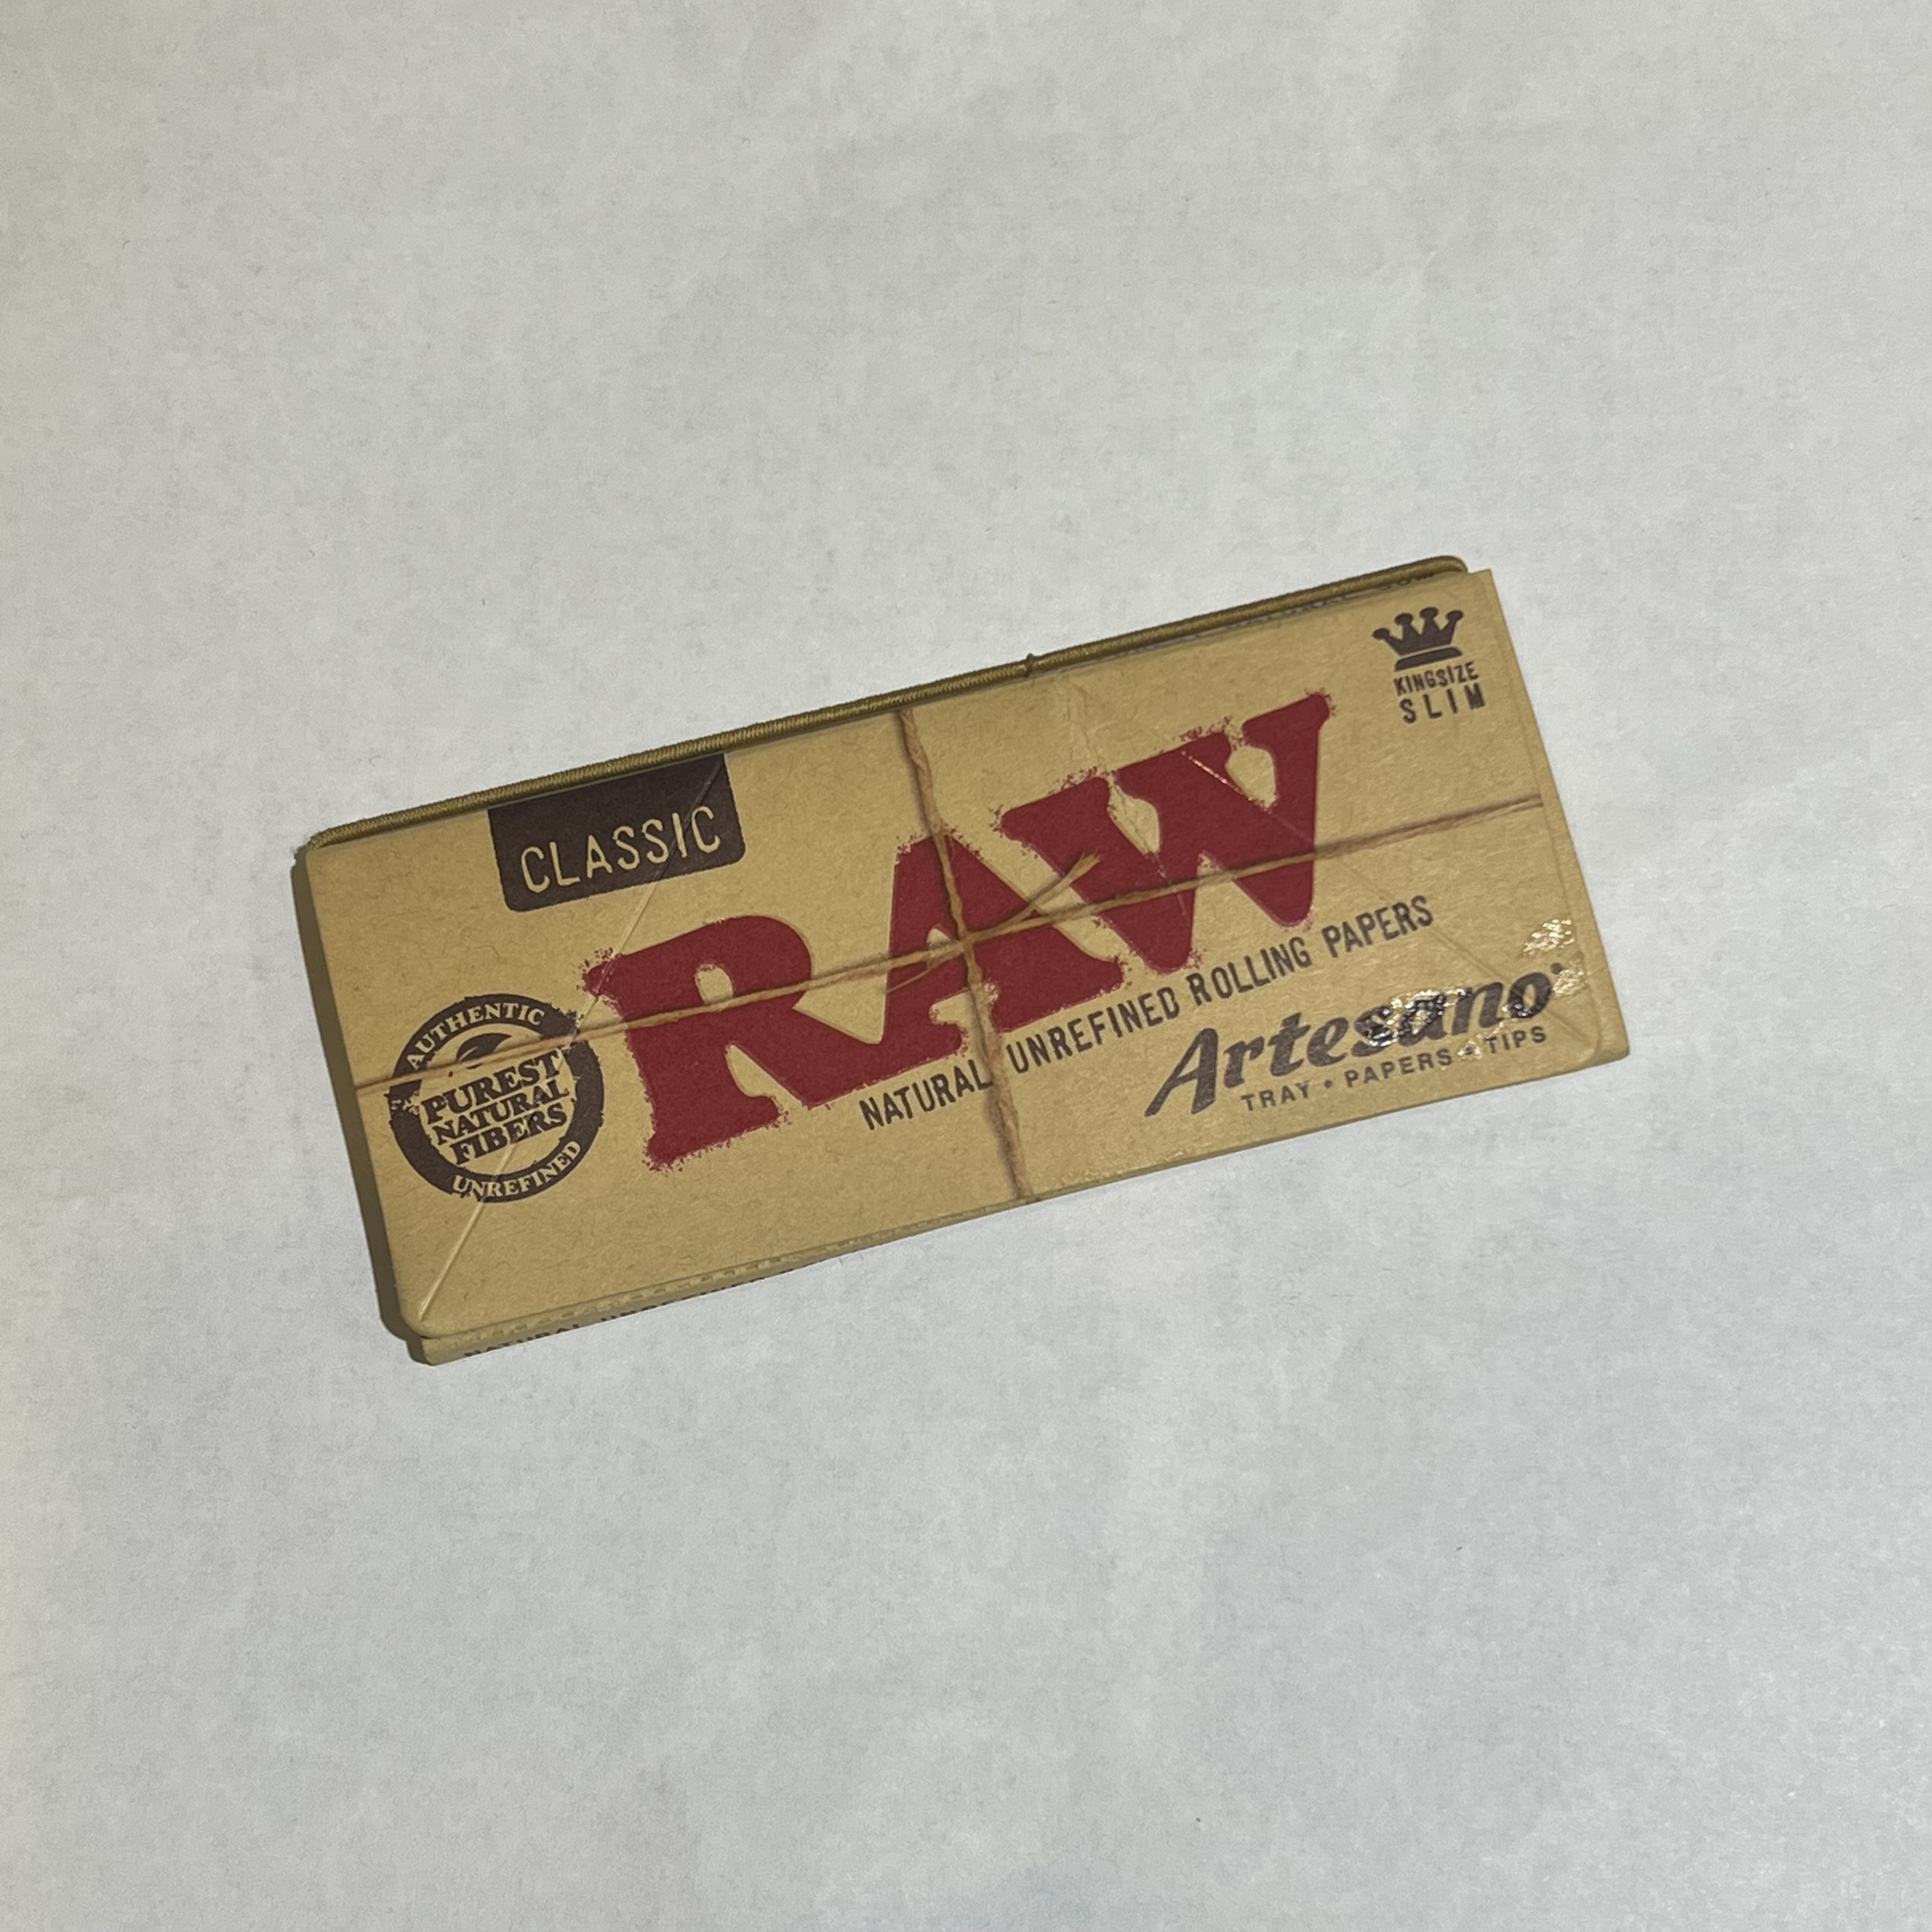 CLASSIC
RAW
NATURAL UNREFINED ROLLING PAPERS
KINGSIZE
SLIM
AUTHENTIC
PUREST
NATURAL
FIBERS
UNREFINED
Artesano
TRAY • PAPERS • TIPS